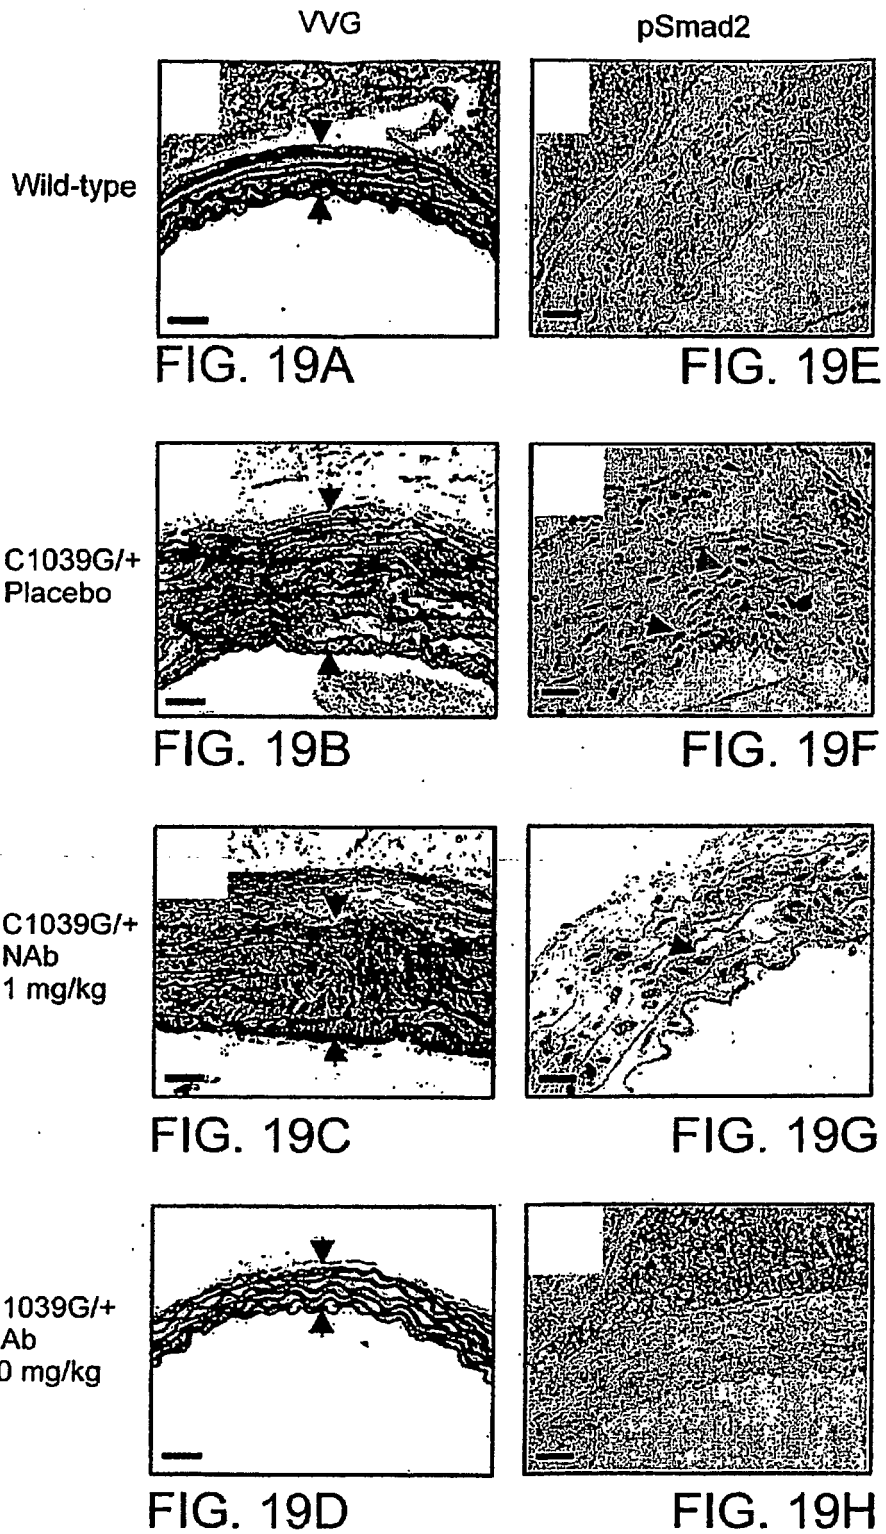 VVG pSmad2
Wild-type
FIG. 19A FIG. 19E
C1039G/+
Placebo
FIG. 19B FIG. 19F
C1039G/+
NAb
1 mg/kg
FIG. 19C FIG. 19G
1039G/+
Ab
0 mg/kg
FIG. 19D FIG. 19H